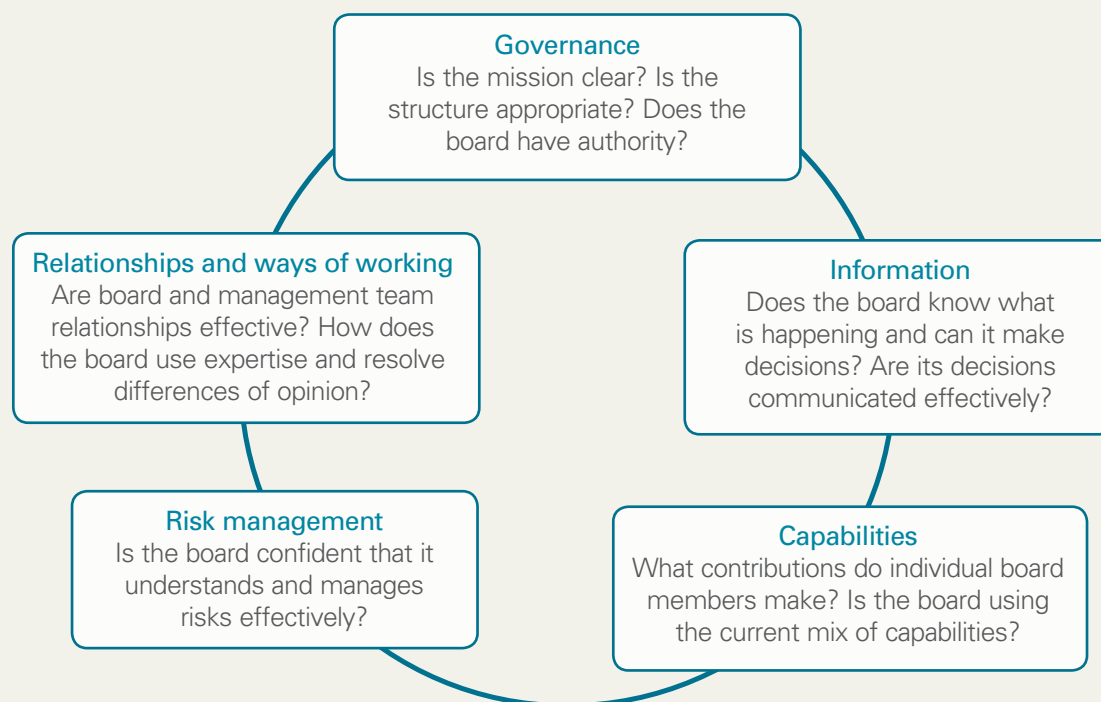 Governance
Is the mission clear? Is the
structure appropriate? Does the
board have authority?
Relationships and ways of working
Are board and management team
relationships effective? How does
the board use expertise and resolve
differences of opinion?
Information
Does the board know what
is happening and can it make
decisions? Are its decisions
communicated effectively?
Risk management
Is the board confident that it
understands and manages
risks effectively?
Capabilities
What contributions do individual board
members make? Is the board using
the current mix of capabilities?